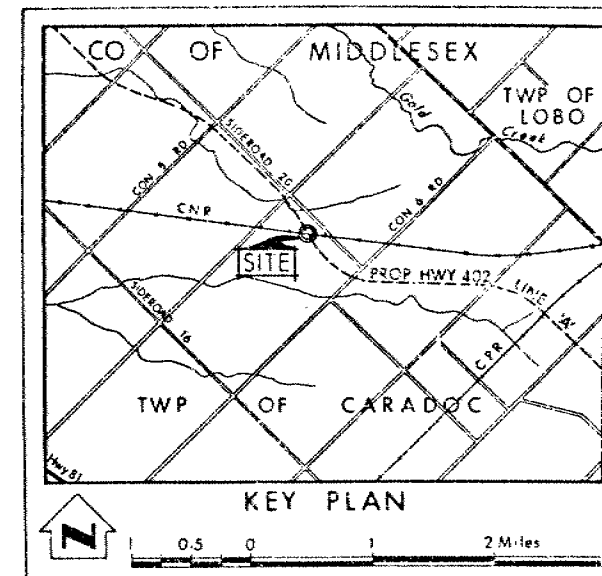 CO OF MIDDLESEX
TWP OF
LOBO
Gold
Creek
SIDEROAD 20
CON 5 RD
CON 6 RD
CNR
SITE
PROP. HWY 402
LINE 'A'
SIDEROAD 16
CPR
TWP OF CARADOC
Hwy 81
KEY PLAN
N
1 0.5 0 1 2 Miles